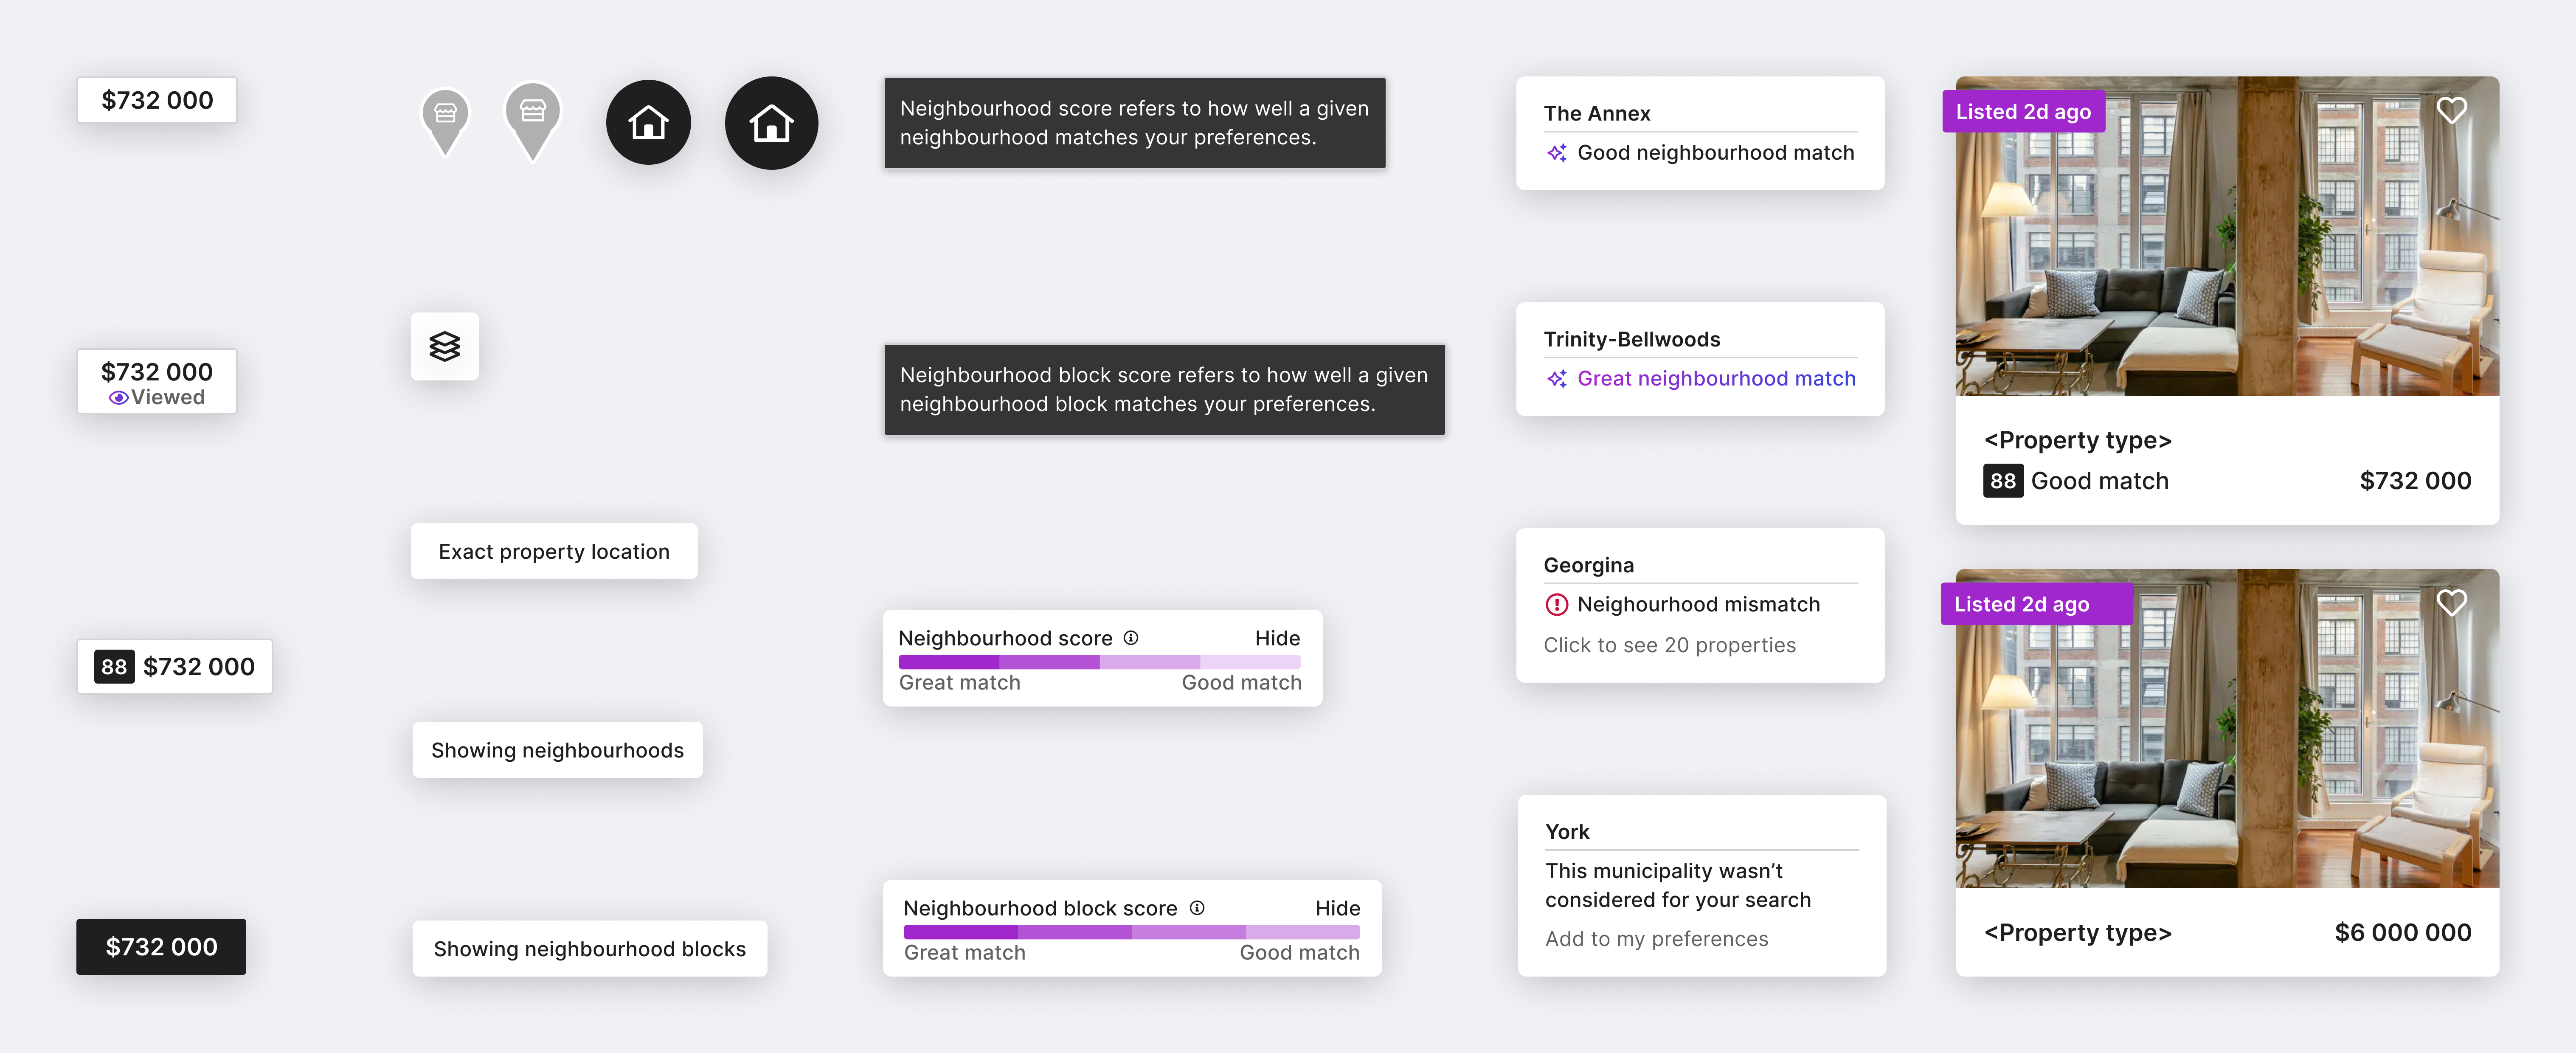 $732 000
$732 000
Viewed
88 $732 000
$732 000
Exact property location
Showing neighbourhoods
Showing neighbourhood blocks
Neighbourhood score refers to how well a given
neighbourhood matches your preferences.
Neighbourhood block score refers to how well a given
neighbourhood block matches your preferences.
Neighbourhood score Hide
Great match Good match
Neighbourhood block score Hide
Great match Good match
The Annex
Good neighbourhood match
Trinity-Bellwoods
Great neighbourhood match
Georgina
Neighourhood mismatch
Click to see 20 properties
York
This municipality wasn’t
considered for your search
Add to my preferences
Listed 2d ago
<Property type>
88 Good match $732 000
Listed 2d ago
<Property type> $6 000 000